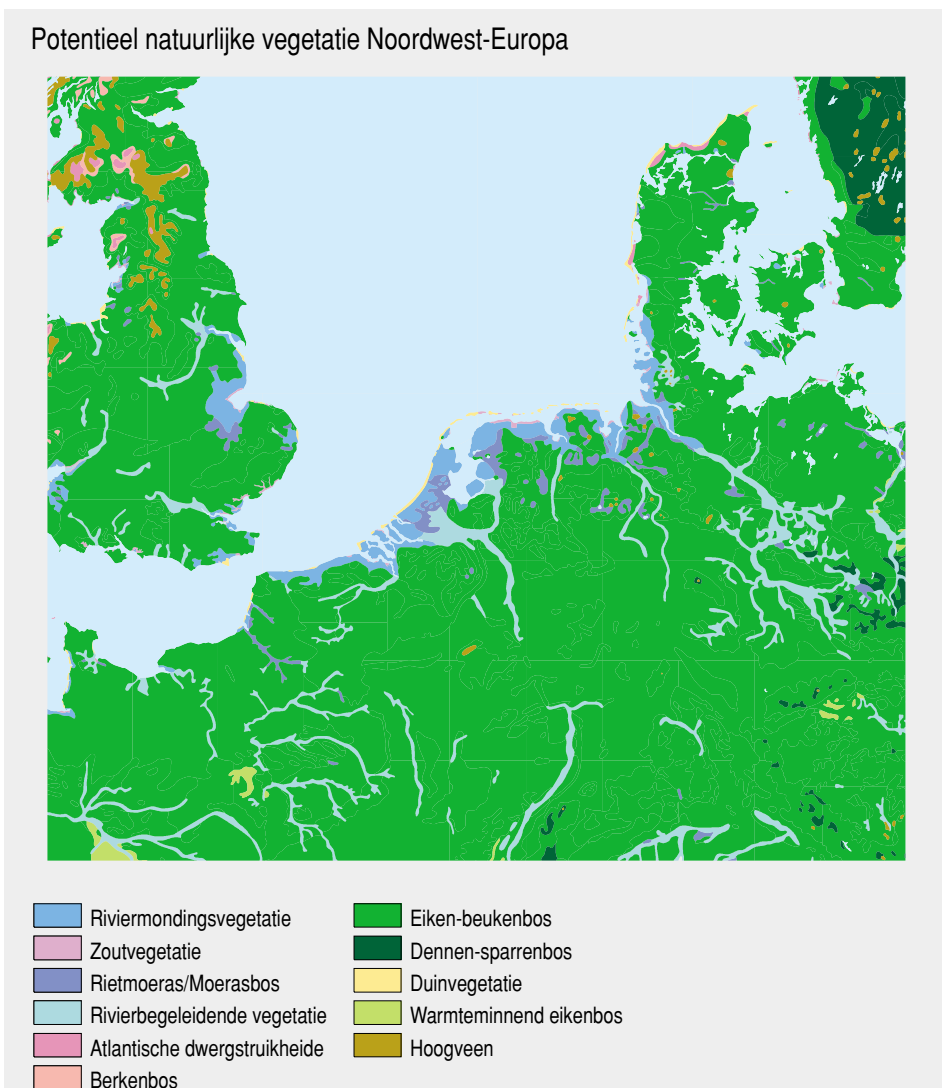 Potentieel natuurlijke vegetatie Noordwest-Europa
Riviermondingsvegetatie
Zoutvegetatie
Rietmoeras/Moerasbos
Rivierbegeleidende vegetatie
Atlantische dwergstruikheide
Berkenbos
Eiken-beukenbos
Dennen-sparrenbos
Duinvegetatie
Warmteminnend eikenbos
Hoogveen